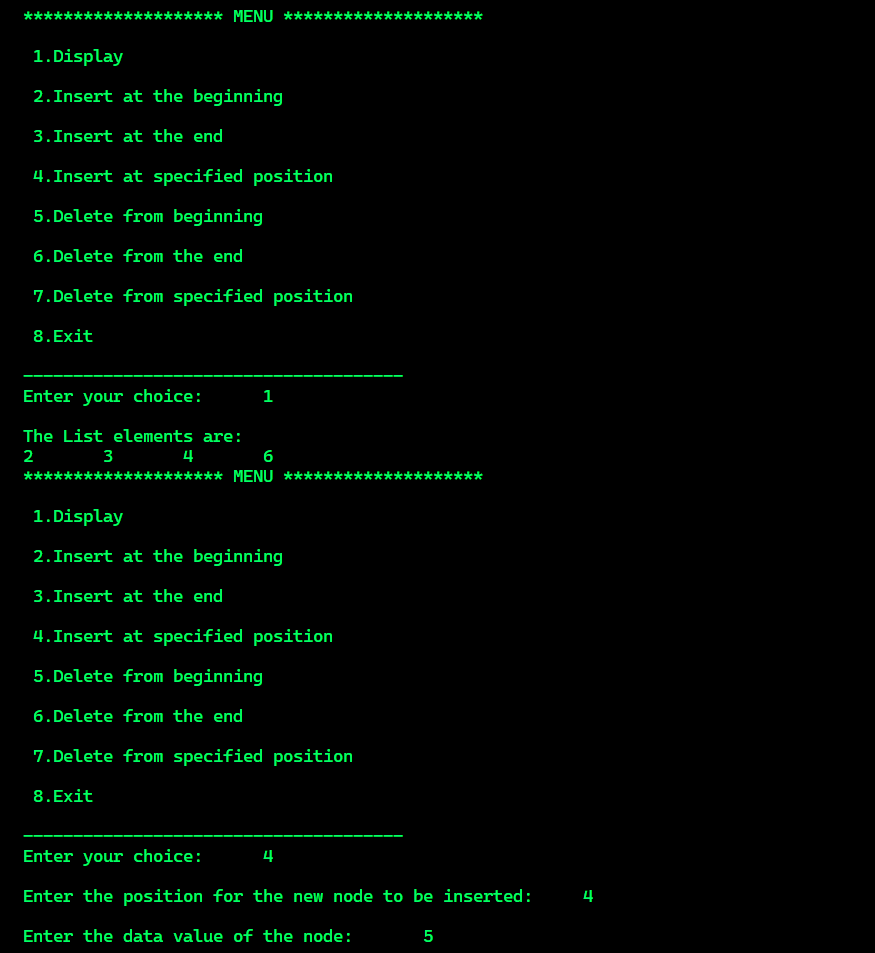 ******************** MENU ********************
1.Display
2.Insert at the beginning
3.Insert at the end
4.Insert at specified position
5.Delete from beginning
6.Delete from the end
7.Delete from specified position
8.Exit
______________________________________
Enter your choice:      1
The List elements are:
2       3       4       6
******************** MENU ********************
1.Display
2.Insert at the beginning
3.Insert at the end
4.Insert at specified position
5.Delete from beginning
6.Delete from the end
7.Delete from specified position
8.Exit
______________________________________
Enter your choice:      4
Enter the position for the new node to be inserted:     4
Enter the data value of the node:       5